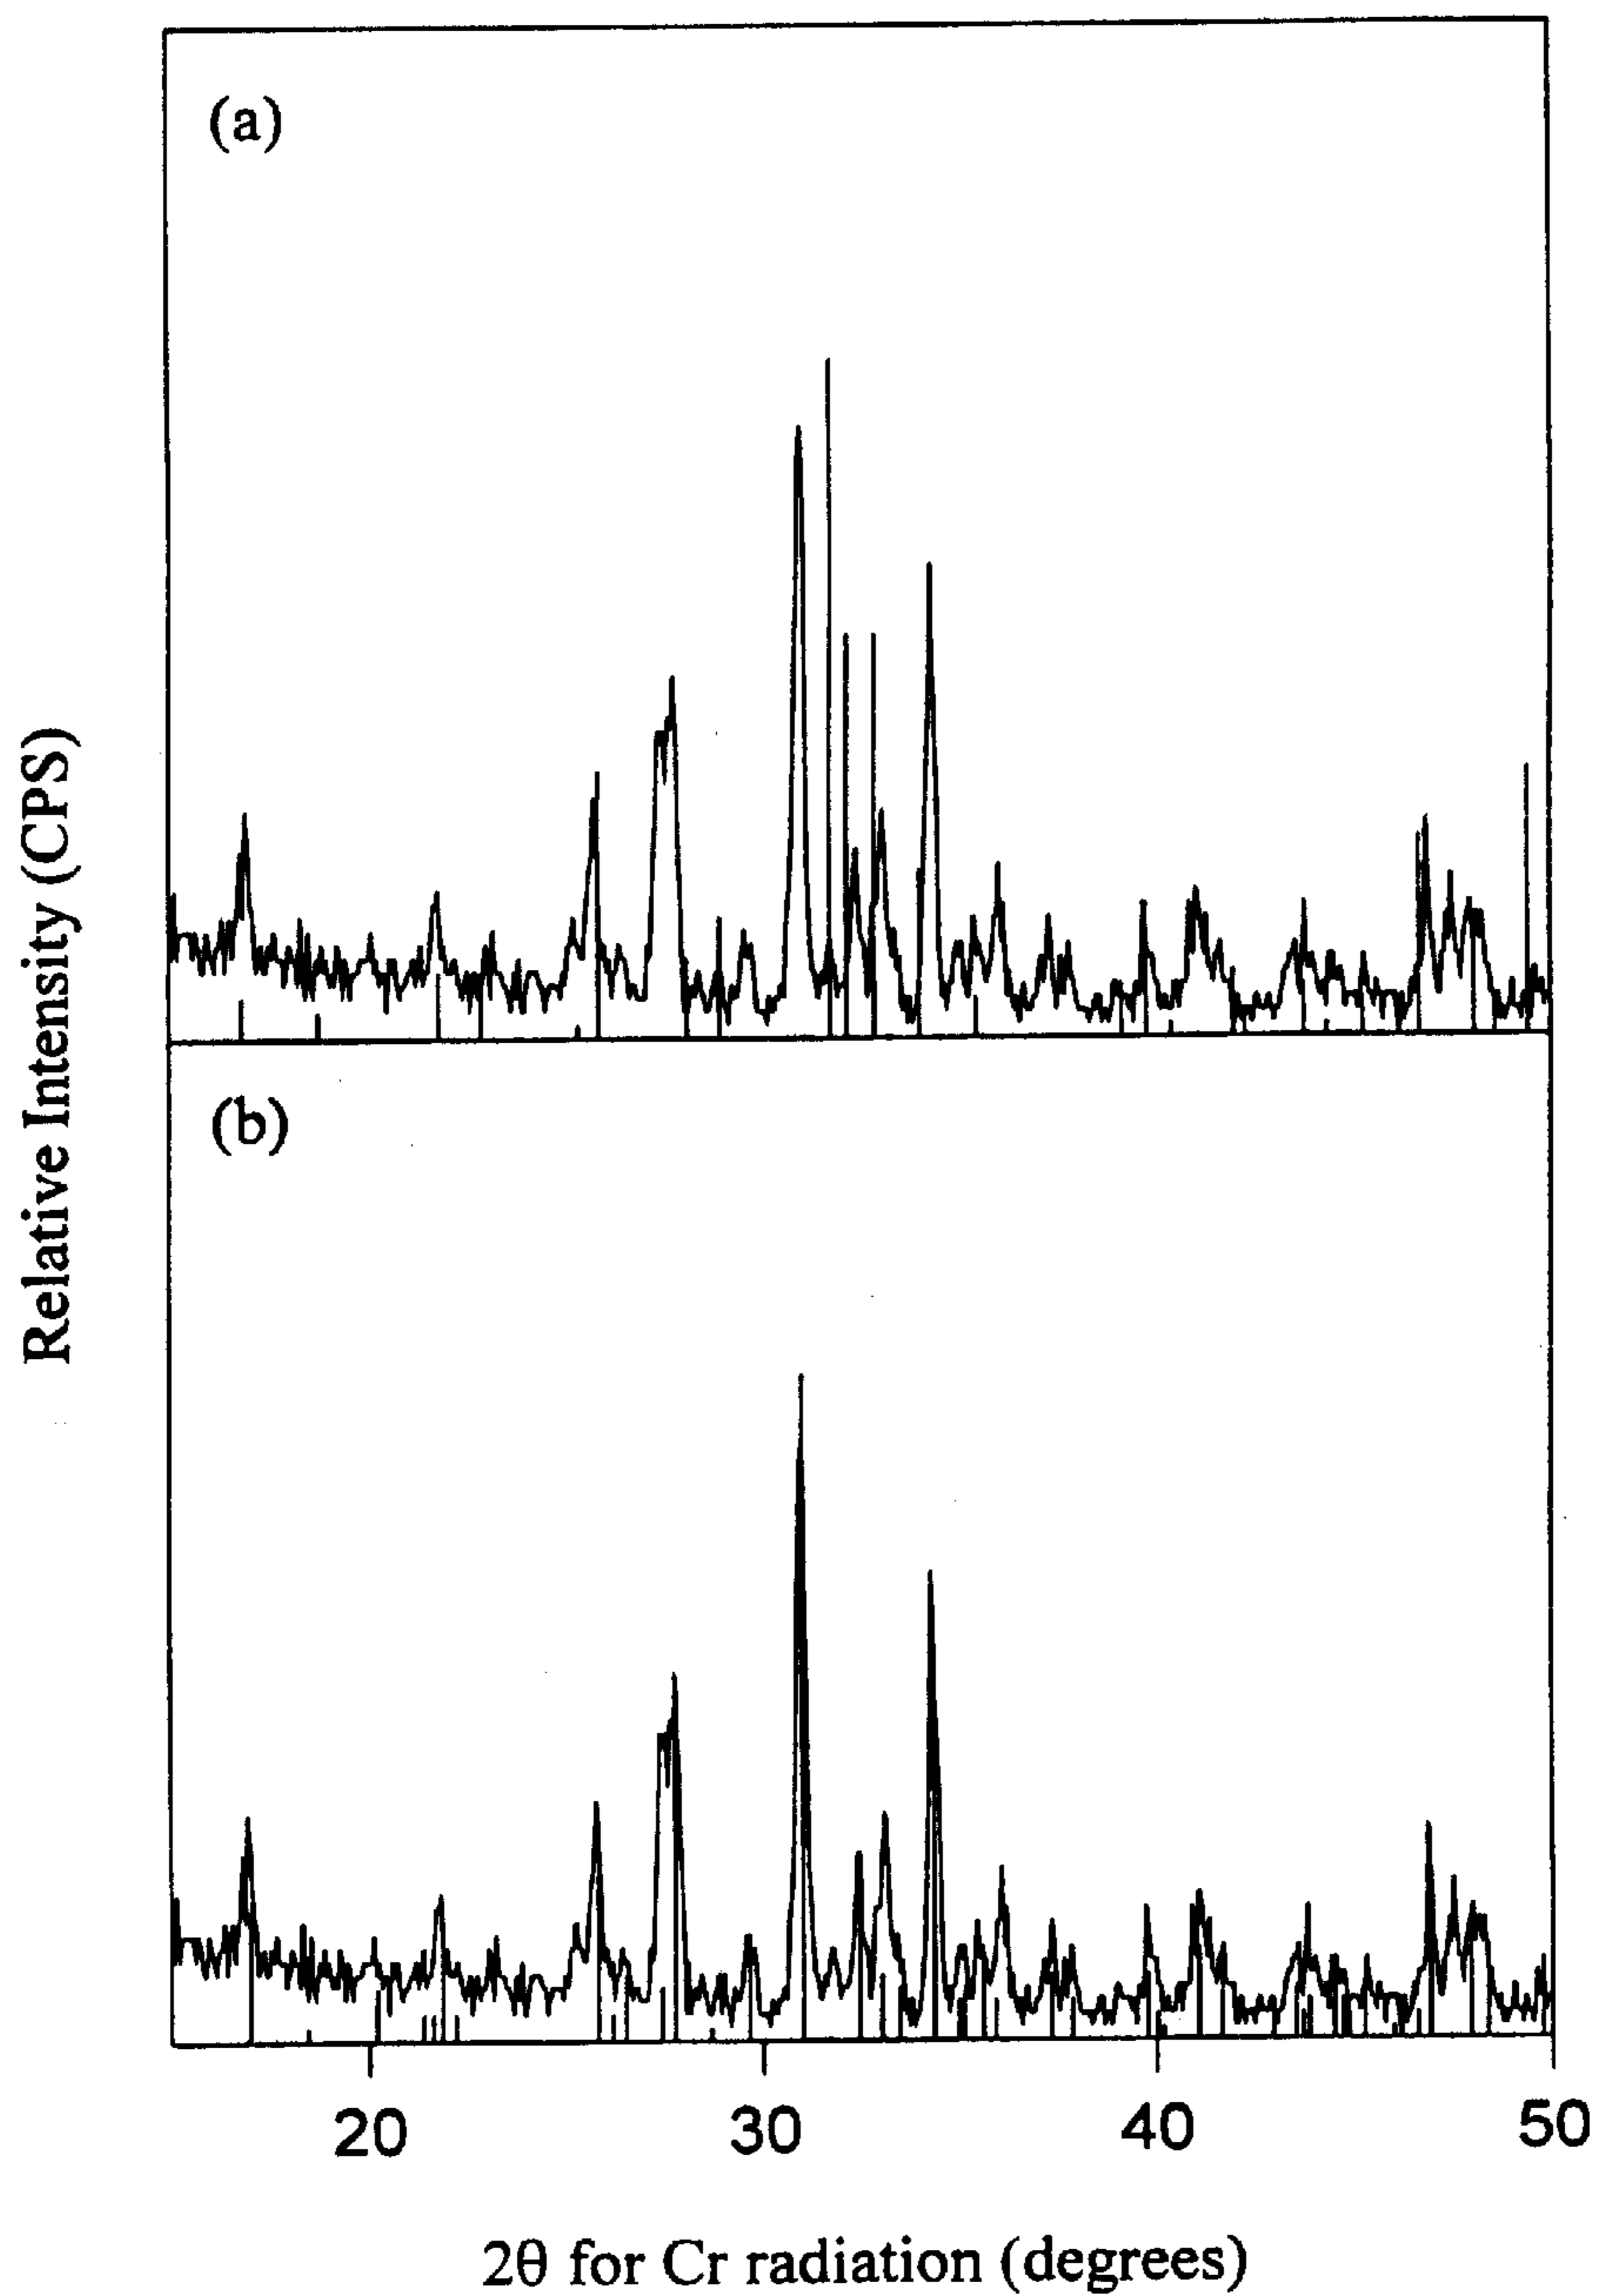 (a)
Relative Intensity (CPS)
(b)
20 30 40 50
2θ for Cr radiation (degrees)